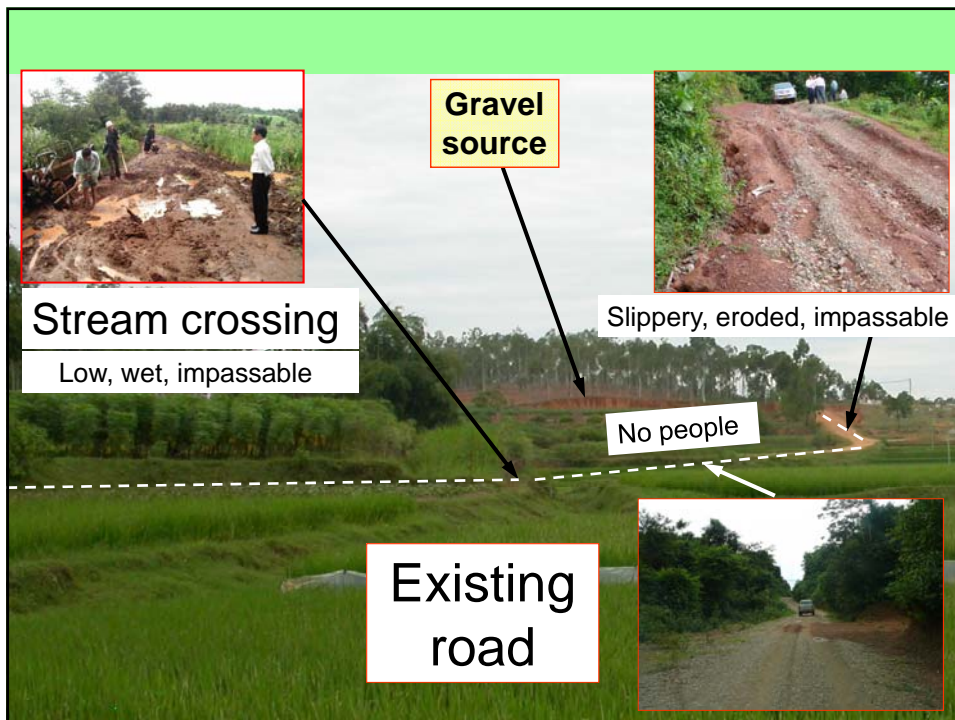 Gravel
source
Stream crossing
Low, wet, impassable
Slippery, eroded, impassable
No people
Existing
road